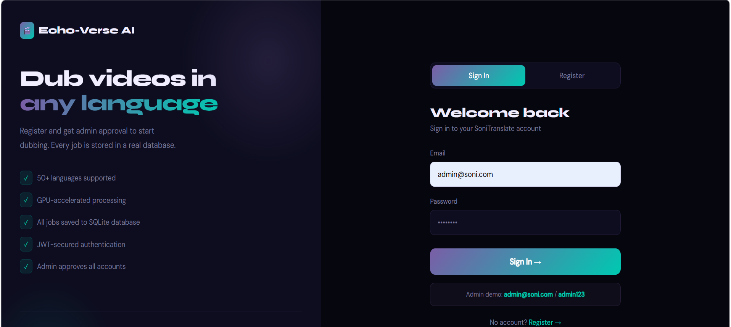 Echo-Verse AI
Dub videos in
any language
Register and get admin approval to start
dubbing. Every job is stored in a real database.
✓ 50+ languages supported
✓ GPU-accelerated processing
✓ All jobs saved to SQLite database
✓ JWT-secured authentication
✓ Admin approves all accounts
Sign In
Register
Welcome back
Sign in to your SoniTranslate account
Email
admin@soni.com
Password
••••••••
Sign In →
Admin demo: admin@soni.com / admin123
No account? Register →